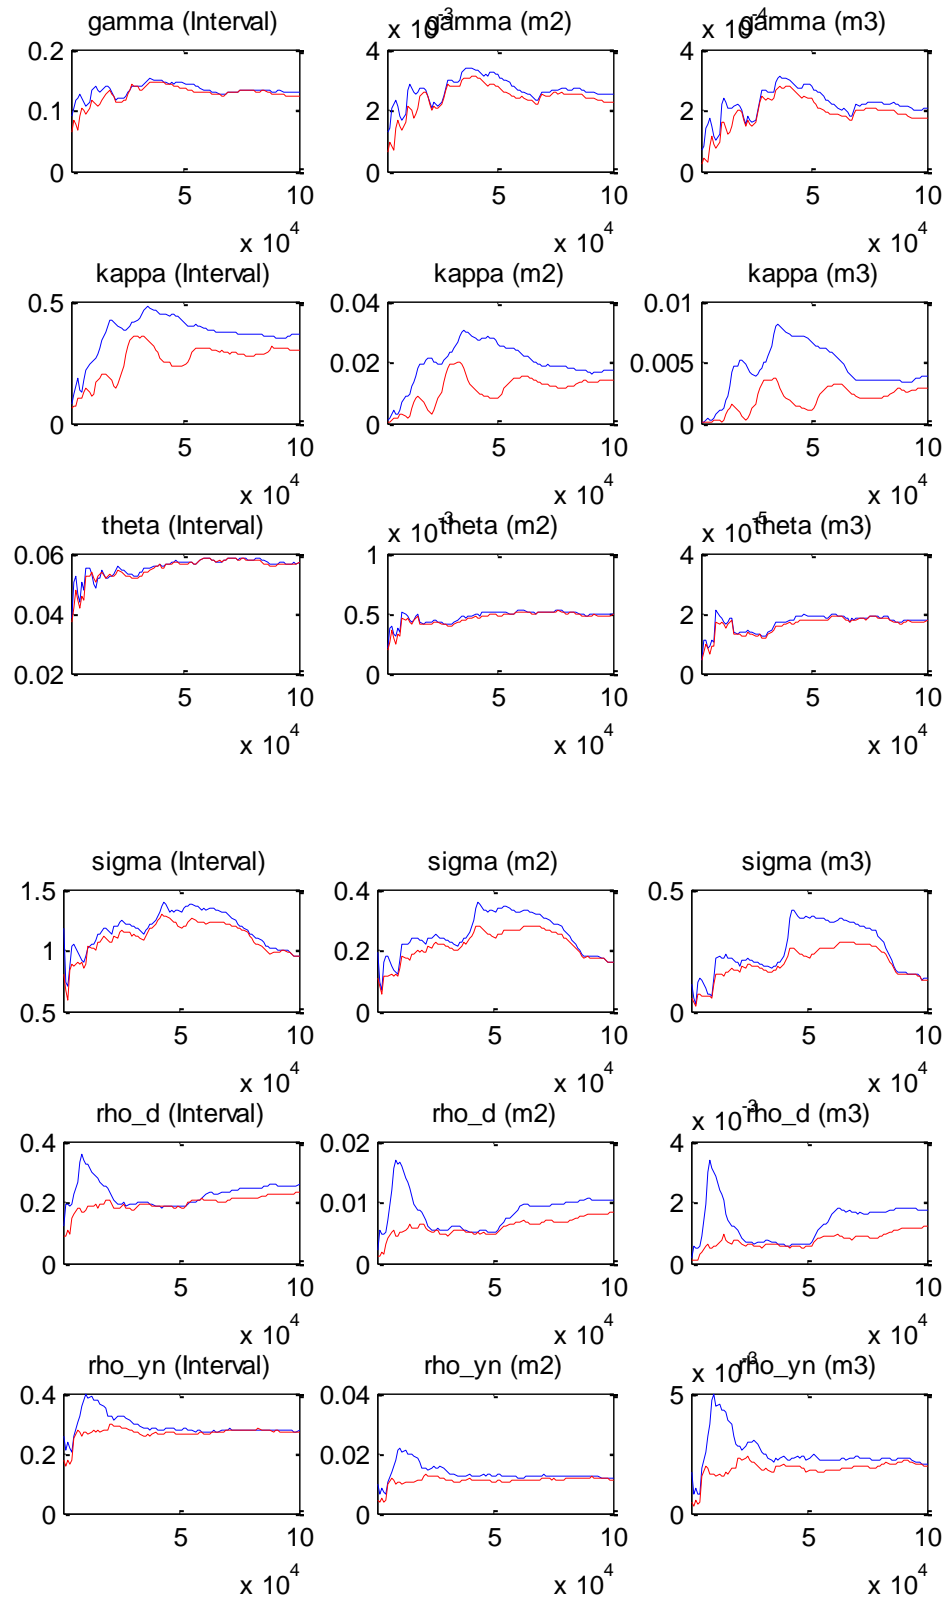 gamma (Interval)
x 10-3 gamma (m2)
x 10-4 gamma (m3)
0.2
0.1
0
5
10
x 10^4
4
2
0
5
10
x 10^4
4
2
0
5
10
x 10^4
kappa (Interval)
kappa (m2)
kappa (m3)
0.5
0
5
10
x 10^4
0.04
0.02
0
5
10
x 10^4
0.01
0.005
0
5
10
x 10^4
theta (Interval)
x 10-3 theta (m2)
x 10-5 theta (m3)
0.06
0.04
0.02
5
10
x 10^4
1
0.5
0
5
10
x 10^4
4
2
0
5
10
x 10^4
sigma (Interval)
sigma (m2)
sigma (m3)
1.5
1
0.5
5
10
x 10^4
0.4
0.2
0
5
10
x 10^4
0.5
0
5
10
x 10^4
rho_d (Interval)
rho_d (m2)
x 10-3 rho_d (m3)
0.4
0.2
0
5
10
x 10^4
0.02
0.01
0
5
10
x 10^4
4
2
0
5
10
x 10^4
rho_yn (Interval)
rho_yn (m2)
x 10-3 rho_yn (m3)
0.4
0.2
0
5
10
x 10^4
0.04
0.02
0
5
10
x 10^4
5
0
5
10
x 10^4